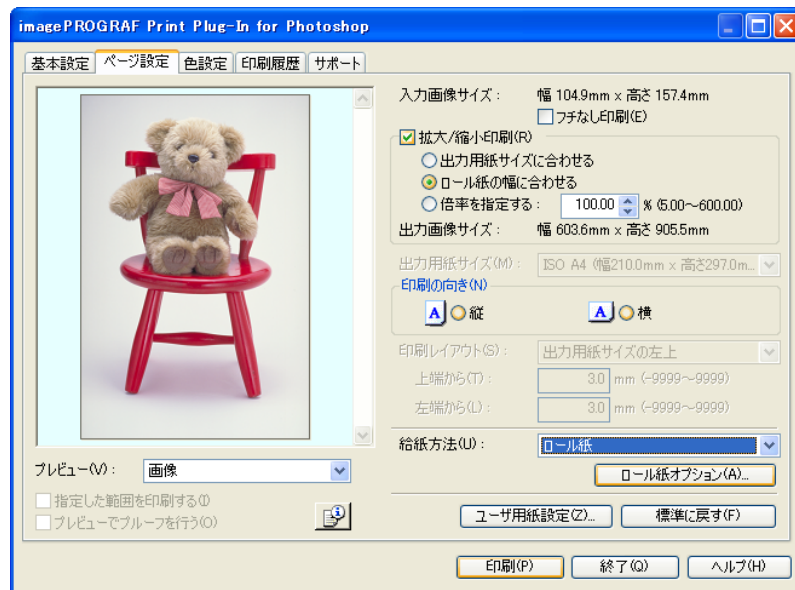 imagePROGRAF Print Plug-In for Photoshop
基本設定 ページ設定 色設定 印刷履歴 サポート
入力画像サイズ： 幅 104.9mm x 高さ 157.4mm
フチなし印刷(E)
拡大/縮小印刷(R)
出力用紙サイズに合わせる
ロール紙の幅に合わせる
倍率を指定する： 100.00 % (5.00～600.00)
出力画像サイズ： 幅 603.6mm x 高さ 905.5mm
出力用紙サイズ(M)： ISO A4 (幅210.0mm x 高さ297.0m...
印刷の向き(N)
A 縦 A 横
印刷レイアウト(S)： 出力用紙サイズの左上
上端から(T)： 3.0 mm (-9999～9999)
左端から(L)： 3.0 mm (-9999～9999)
給紙方法(U)： ロール紙
ロール紙オプション(A)...
プレビュー(V)： 画像
指定した範囲を印刷する(I)
プレビューでプルーフを行う(O)
ユーザ用紙設定(Z)... 標準に戻す(F)
印刷(P) 終了(Q) ヘルプ(H)